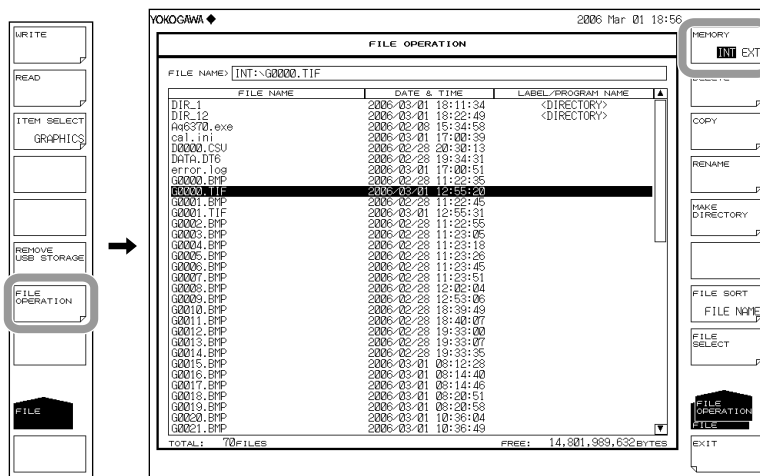 WRITE
READ
ITEM SELECT
GRAPHICS
REMOVE
USB STORAGE
FILE
OPERATION
FILE
YOKOGAWA ◆
2006 Mar 01 18:56
FILE OPERATION
FILE NAME> INT:\G0000.TIF
FILE NAME DATE & TIME LABEL/PROGRAM NAME
DIR_1 2006/03/01 18:11:34 <DIRECTORY>
DIR_12 2006/03/01 18:22:49 <DIRECTORY>
Aq6370.exe 2006/02/08 15:34:58
cal.ini 2006/03/01 17:00:39
D0000.CSV 2006/02/28 20:30:13
DATA.DT6 2006/02/28 19:34:31
error.log 2006/03/01 17:00:51
G0000.BMP 2006/02/28 11:22:35
G0000.TIF 2006/03/01 12:55:20
G0001.BMP 2006/02/28 11:22:45
G0001.TIF 2006/03/01 12:55:31
G0002.BMP 2006/02/28 11:22:55
G0003.BMP 2006/02/28 11:23:05
G0004.BMP 2006/02/28 11:23:18
G0005.BMP 2006/02/28 11:23:26
G0006.BMP 2006/02/28 11:23:45
G0007.BMP 2006/02/28 11:23:51
G0008.BMP 2006/02/28 12:02:04
G0009.BMP 2006/02/28 12:53:06
G0010.BMP 2006/02/28 18:39:49
G0011.BMP 2006/02/28 18:40:07
G0012.BMP 2006/02/28 19:33:00
G0013.BMP 2006/02/28 19:33:07
G0014.BMP 2006/02/28 19:33:35
G0015.BMP 2006/03/01 08:12:28
G0016.BMP 2006/03/01 08:14:40
G0017.BMP 2006/03/01 08:14:46
G0018.BMP 2006/03/01 08:20:51
G0019.BMP 2006/03/01 08:20:58
G0020.BMP 2006/03/01 10:36:04
G0021.BMP 2006/03/01 10:36:49
TOTAL: 70FILES FREE: 14,801,989,632BYTES
MEMORY
INT EXT
COPY
RENAME
MAKE
DIRECTORY
FILE SORT
FILE NAME
FILE
SELECT
FILE
OPERATION
FILE
EXIT